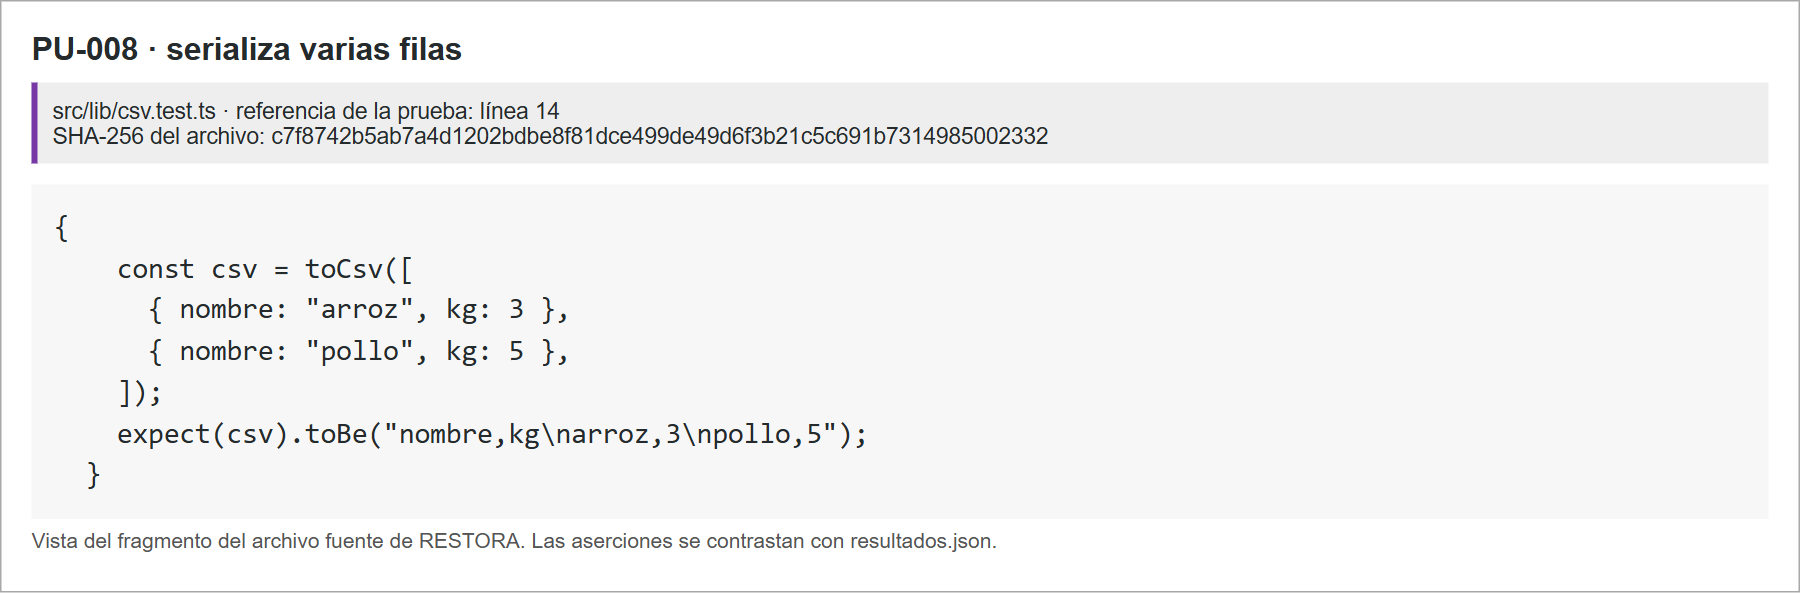 PU-008 · serializa varias filas
src/lib/csv.test.ts · referencia de la prueba: línea 14
SHA-256 del archivo: c7f8742b5ab7a4d1202bdbe8f81dce499de49d6f3b21c5c691b7314985002332
{
    const csv = toCsv([
      { nombre: "arroz", kg: 3 },
      { nombre: "pollo", kg: 5 },
    ]);
    expect(csv).toBe("nombre,kg\narroz,3\npollo,5");
  }
Vista del fragmento del archivo fuente de RESTORA. Las aserciones se contrastan con resultados.json.